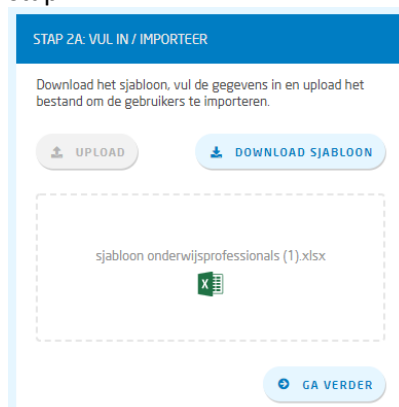 STAP 2A: VUL IN / IMPORTEER
Download het sjabloon, vul de gegevens in en upload het
bestand om de gebruikers te importeren.
UPLOAD
DOWNLOAD SJABLOON
sjabloon onderwijsprofessionals (1).xlsx
GA VERDER